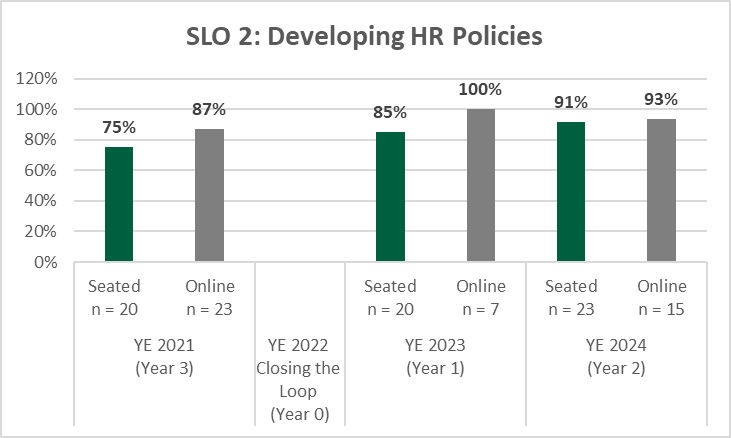 SLO 2: Developing HR Policies
120%
100%
80%
60%
40%
20%
0%
75%
87%
85%
100%
91%
93%
Seated
n = 20
Online
n = 23
Seated
n = 20
Online
n = 7
Seated
n = 23
Online
n = 15
YE 2021
(Year 3)
YE 2022
Closing the
Loop
(Year 0)
YE 2023
(Year 1)
YE 2024
(Year 2)